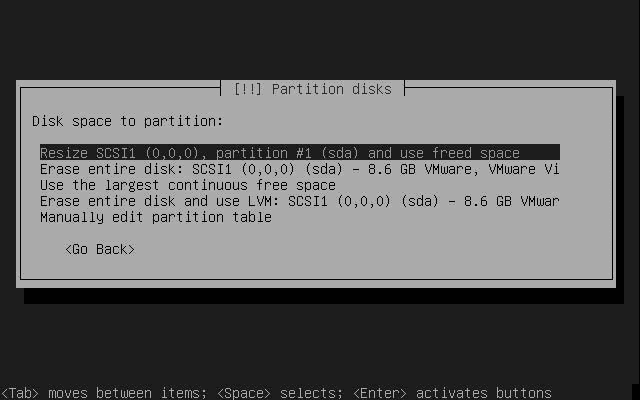 [!!] Partition disks
Disk space to partition:
Resize SCSI1 (0,0,0), partition #1 (sda) and use freed space
Erase entire disk: SCSI1 (0,0,0) (sda) - 8.6 GB VMware, VMware Vi
Use the largest continuous free space
Erase entire disk and use LVM: SCSI1 (0,0,0) (sda) - 8.6 GB VMwar
Manually edit partition table
<Go Back>
<Tab> moves between items; <Space> selects; <Enter> activates buttons